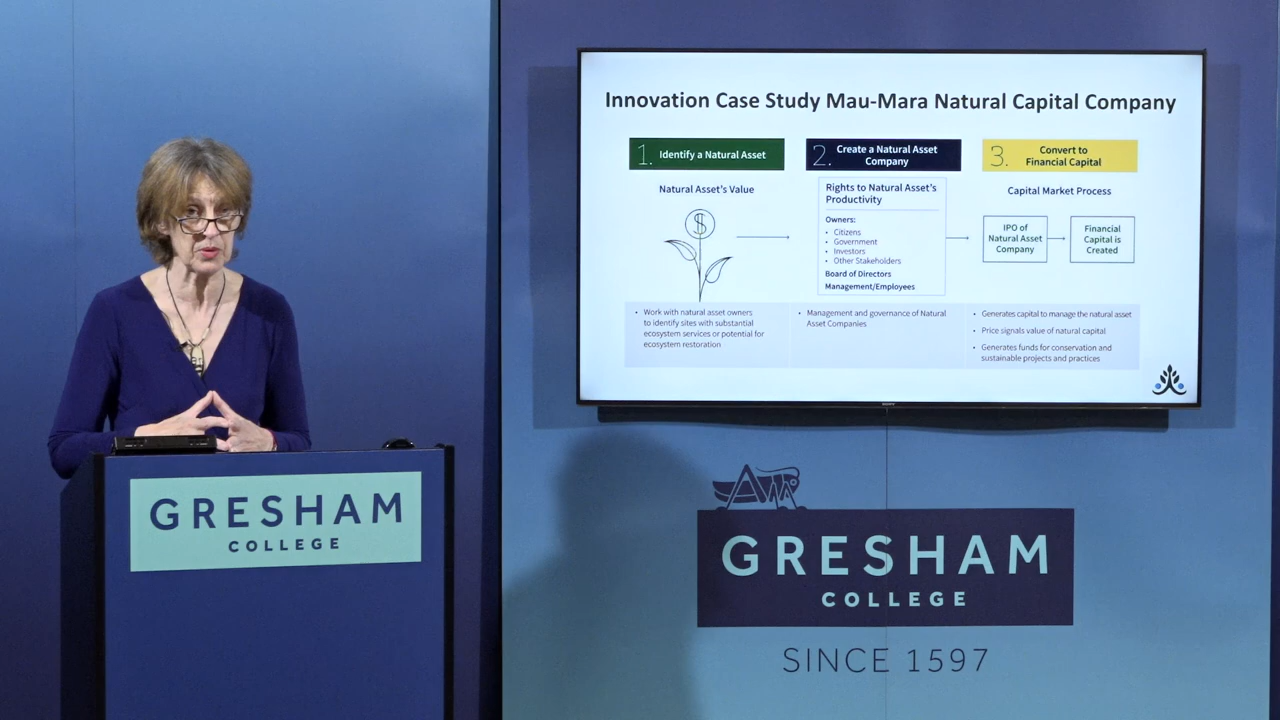 Innovation Case Study Mau-Mara Natural Capital Company
1. Identify a Natural Asset
Natural Asset's Value
$
• Work with natural asset owners
to identify sites with substantial
ecosystem services or potential for
ecosystem restoration
2. Create a Natural Asset
Company
Rights to Natural Asset's
Productivity
Owners:
• Citizens
• Government
• Investors
• Other Stakeholders
Board of Directors
Management/Employees
• Management and governance of Natural
Asset Companies
3. Convert to
Financial Capital
Capital Market Process
IPO of
Natural Asset
Company
Financial
Capital is
Created
• Generates capital to manage the natural asset
• Price signals value of natural capital
• Generates funds for conservation and
sustainable projects and practices
SONY
GRESHAM
COLLEGE
GRESHAM
COLLEGE
SINCE 1597